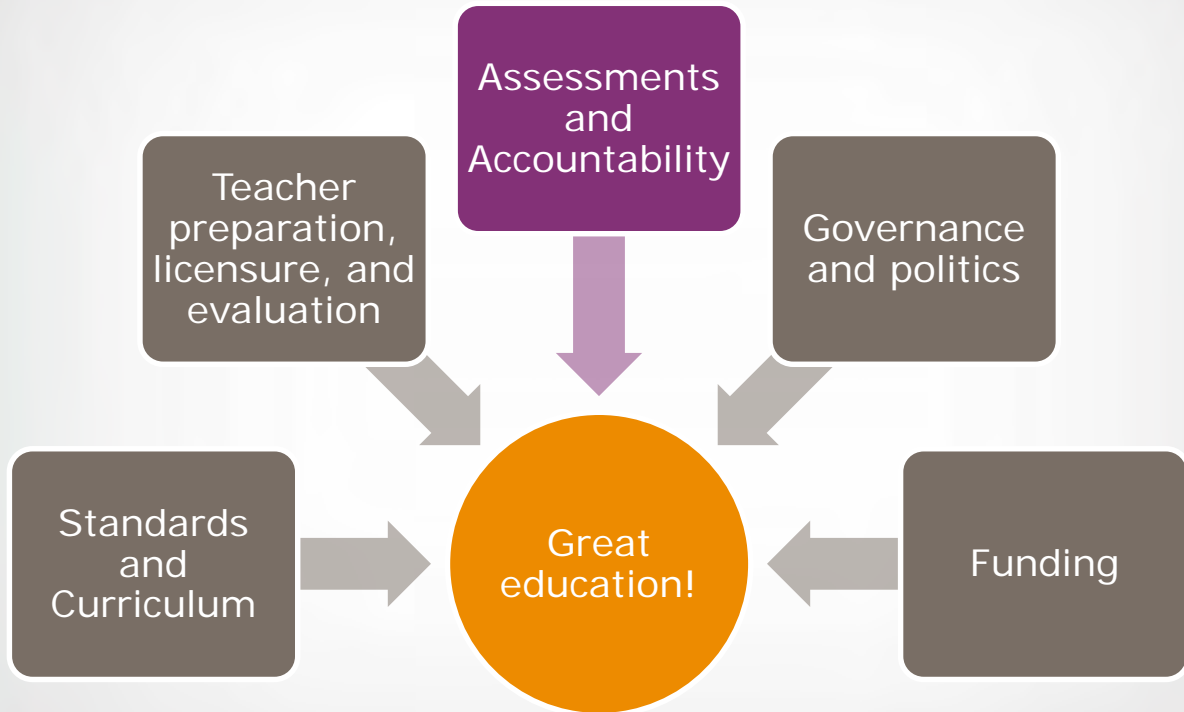 Assessments
and
Accountability
Teacher
preparation,
licensure, and
evaluation
Governance
and politics
Standards
and
Curriculum
Great
education!
Funding